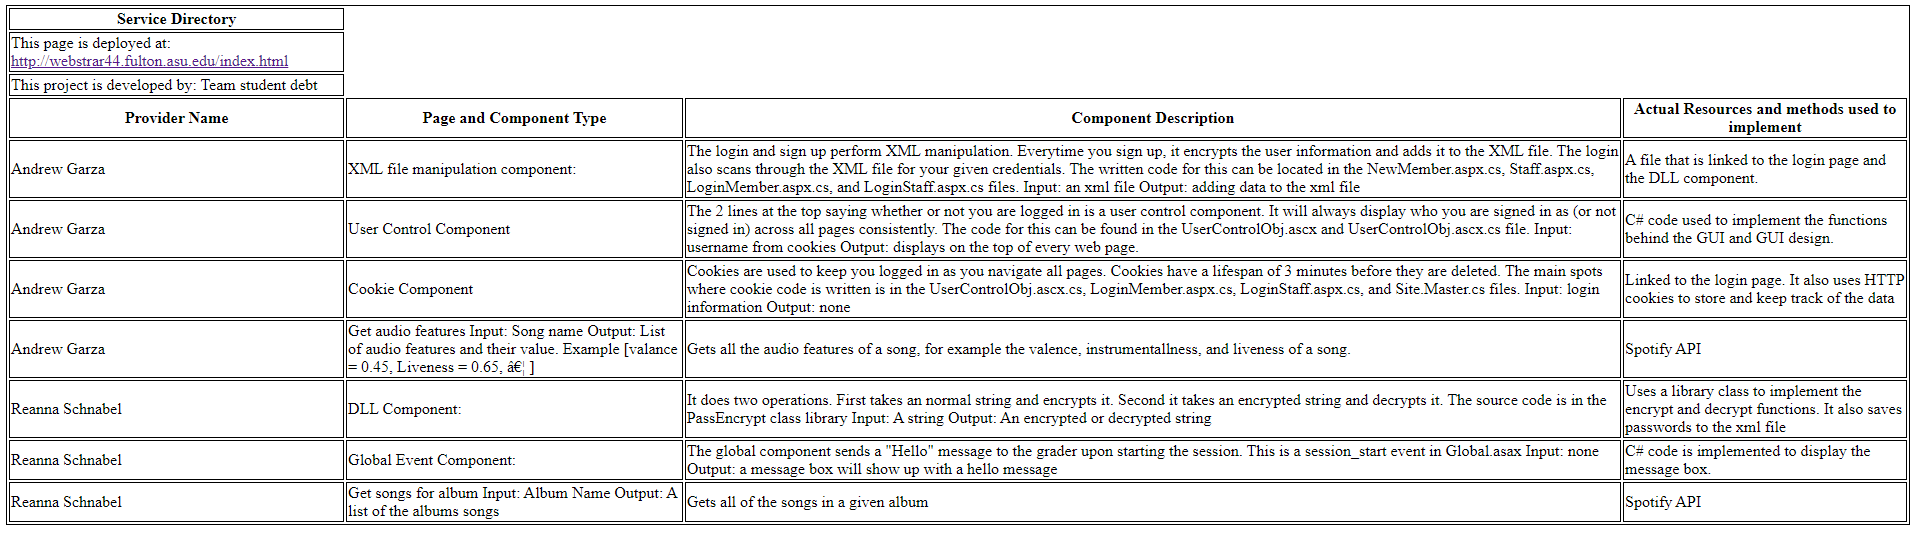 Service Directory
This page is deployed at:
http://webstrar44.fulton.asu.edu/index.html
This project is developed by: Team student debt
Provider Name
Page and Component Type
Component Description
Actual Resources and methods used to
implement
Andrew Garza
XML file manipulation component:
The login and sign up perform XML manipulation. Everytime you sign up, it encrypts the user information and adds it to the XML file. The login
also scans through the XML file for your given credentials. The written code for this can be located in the NewMember.aspx.cs, Staff.aspx.cs,
LoginMember.aspx.cs, and LoginStaff.aspx.cs files. Input: an xml file Output: adding data to the xml file
A file that is linked to the login page and
the DLL component.
Andrew Garza
User Control Component
The 2 lines at the top saying whether or not you are logged in is a user control component. It will always display who you are signed in as (or not
signed in) across all pages consistently. The code for this can be found in the UserControlObj.ascx and UserControlObj.ascx.cs file. Input:
username from cookies Output: displays on the top of every web page.
C# code used to implement the functions
behind the GUI and GUI design.
Andrew Garza
Cookie Component
Cookies are used to keep you logged in as you navigate all pages. Cookies have a lifespan of 3 minutes before they are deleted. The main spots
where cookie code is written is in the UserControlObj.ascx.cs, LoginMember.aspx.cs, LoginStaff.aspx.cs, and Site.Master.cs files. Input: login
information Output: none
Linked to the login page. It also uses HTTP
cookies to store and keep track of the data
Andrew Garza
Get audio features Input: Song name Output: List
of audio features and their value. Example [valance
= 0.45, Liveness = 0.65, â€¦ ]
Gets all the audio features of a song, for example the valence, instrumentallness, and liveness of a song.
Spotify API
Reanna Schnabel
DLL Component:
It does two operations. First takes an normal string and encrypts it. Second it takes an encrypted string and decrypts it. The source code is in the
PassEncrypt class library Input: A string Output: An encrypted or decrypted string
Uses a library class to implement the
encrypt and decrypt functions. It also saves
passwords to the xml file
Reanna Schnabel
Global Event Component:
The global component sends a "Hello" message to the grader upon starting the session. This is a session_start event in Global.asax Input: none
Output: a message box will show up with a hello message
C# code is implemented to display the
message box.
Reanna Schnabel
Get songs for album Input: Album Name Output: A
list of the albums songs
Gets all of the songs in a given album
Spotify API